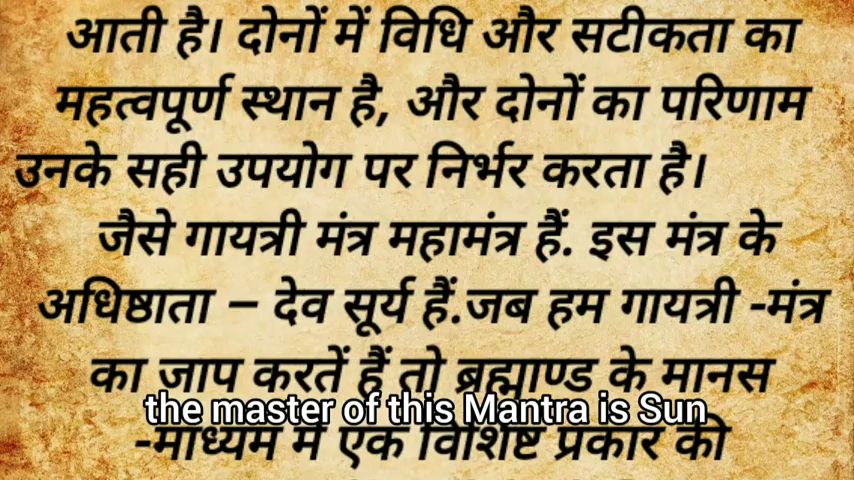 आती है। दोनों में विधि और सटीकता का
महत्वपूर्ण स्थान है, और दोनों का परिणाम
उनके सही उपयोग पर निर्भर करता है।
जैसे गायत्री मंत्र महामंत्र हैं. इस मंत्र के
अधिष्ठाता – देव सूर्य हैं.जब हम गायत्री -मंत्र
का जाप करतें हैं तो ब्रह्माण्ड के मानस
the master of this Mantra is Sun
-माध्यम में एक विशिष्ट प्रकार की